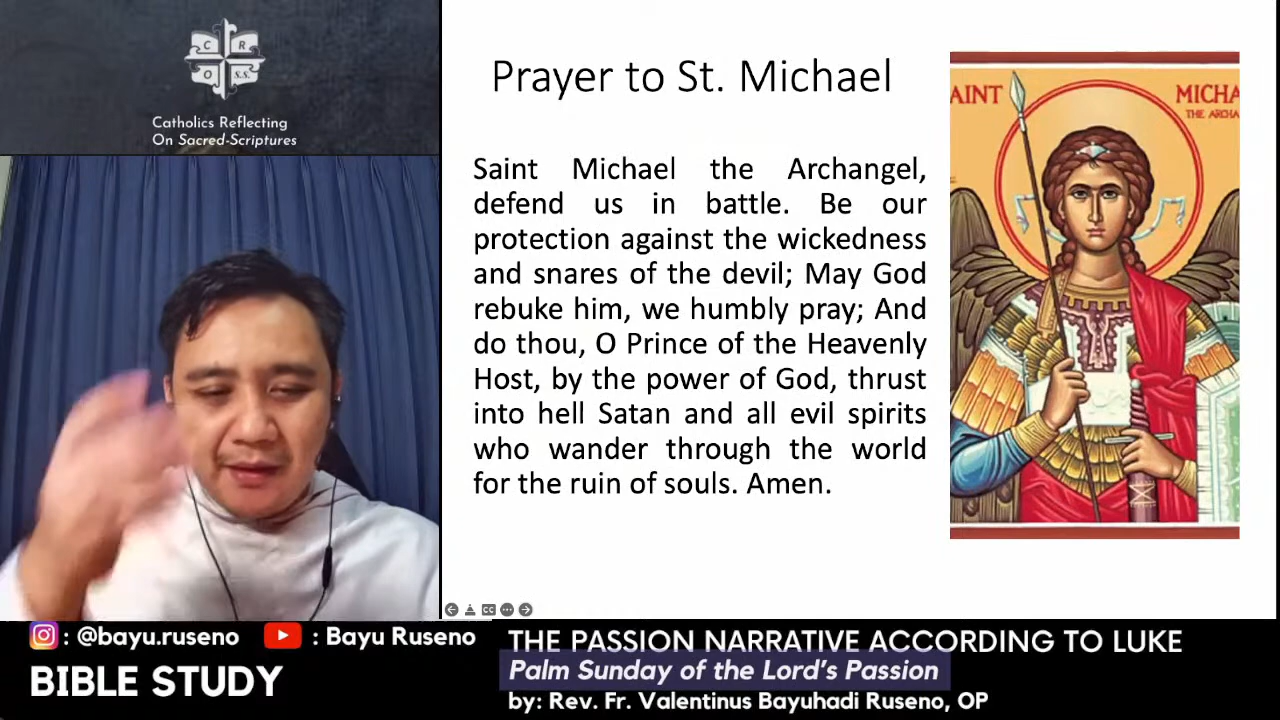 C R
O S.S.
Catholics Reflecting
On Sacred-Scriptures
Prayer to St. Michael
Saint Michael the Archangel,
defend us in battle. Be our
protection against the wickedness
and snares of the devil; May God
rebuke him, we humbly pray; And
do thou, O Prince of the Heavenly
Host, by the power of God, thrust
into hell Satan and all evil spirits
who wander through the world
for the ruin of souls. Amen.
AINT MICHA
THE ARCHA
CC
: @bayu.ruseno : Bayu Ruseno
BIBLE STUDY
THE PASSION NARRATIVE ACCORDING TO LUKE
Palm Sunday of the Lord's Passion
by: Rev. Fr. Valentinus Bayuhadi Ruseno, OP